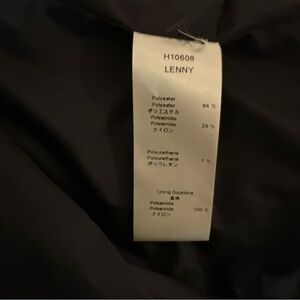 H10608
LENNY
Polyester
Polyester 64 %
ポリエステル
Polyamide
Polyamide 29 %
ナイロン
Polyurethane
Polyurethane 7 %
ポリウレタン
Lining Doublure
裏地
Polyamide
Polyamide 100 %
ナイロン